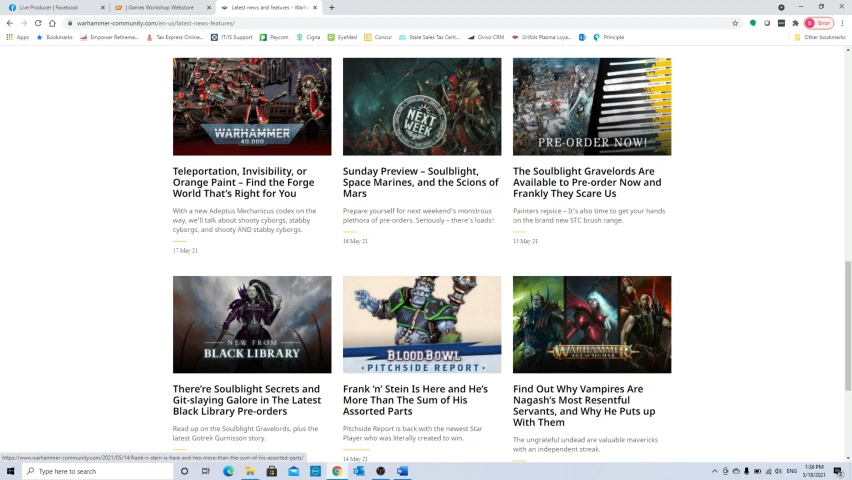 Live Producer | Facebook
| Games Workshop Webstore
Latest news and features - Warh
warhammer-community.com/en-us/latest-news-features/
Error
Apps
Bookmarks
Empower Retireme...
Tax Express Online...
IT/IS Support
Paycom
Cigna
EyeMed
Concur
State Sales Tax Certi...
Ovivo CRM
Grifols Plasma Loya...
Principle
Other bookmarks
WARHAMMER
40,000
NEXT
WEEK
PRE-ORDER NOW!
Teleportation, Invisibility, or
Orange Paint – Find the Forge
World That's Right for You
With a new Adeptus Mechanicus codex on the
way, we'll talk about shooty cyborgs, stabby
cyborgs, and shooty AND stabby cyborgs.
17 May 21
Sunday Preview – Soulblight,
Space Marines, and the Scions of
Mars
Prepare yourself for next weekend's monstrous
plethora of pre-orders. Seriously – there's loads!
16 May 21
The Soulblight Gravelords Are
Available to Pre-order Now and
Frankly They Scare Us
Painters rejoice – It's also time to get your hands
on the brand new STC brush range.
15 May 21
NEW FROM
BLACK LIBRARY
BLOOD BOWL
PITCHSIDE REPORT
WARHAMMER
AGE OF SIGMAR
There're Soulblight Secrets and
Git-slaying Galore in The Latest
Black Library Pre-orders
Read up on the Soulblight Gravelords, plus the
latest Gotrek Gurnisson story.
Frank 'n' Stein Is Here and He's
More Than The Sum of His
Assorted Parts
Pitchside Report is back with the newest Star
Player who was literally created to win.
14 May 21
Find Out Why Vampires Are
Nagash's Most Resentful
Servants, and Why He Puts up
With Them
The ungrateful undead are valuable mavericks
with an independent streak.
https://www.warhammer-community.com/2021/05/14/frank-n-stein-is-here-and-hes-more-than-the-sum-of-his-assorted-parts/
Type here to search
ENG
1:36 PM
5/18/2021